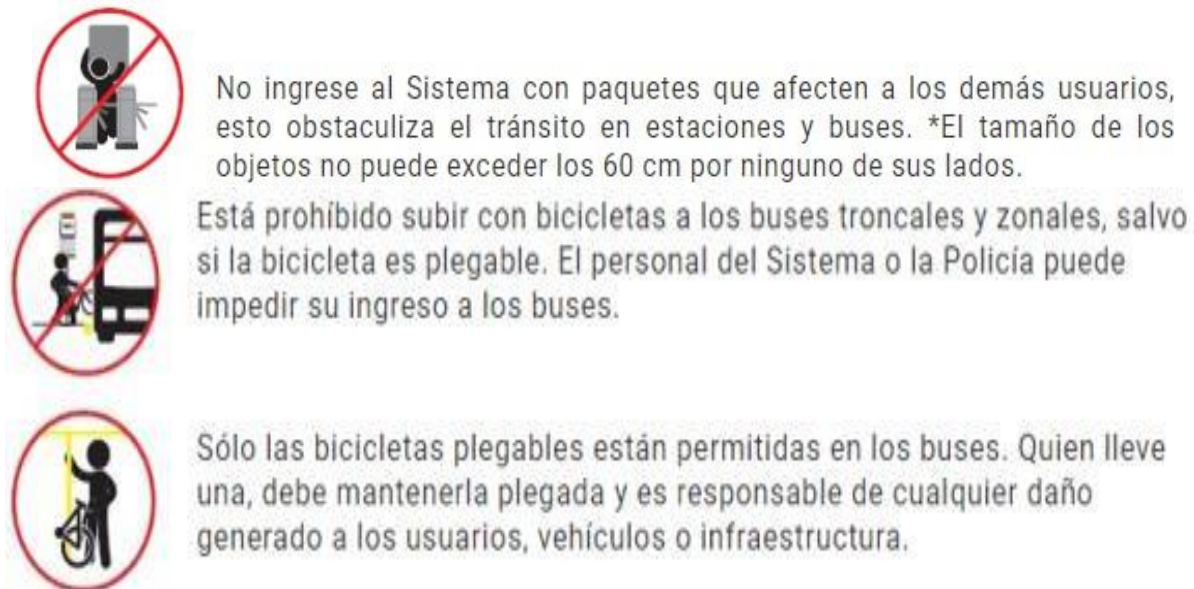 No ingrese al Sistema con paquetes que afecten a los demás usuarios,
esto obstaculiza el tránsito en estaciones y buses. *El tamaño de los
objetos no puede exceder los 60 cm por ninguno de sus lados.
Está prohíbido subir con bicicletas a los buses troncales y zonales, salvo
si la bicicleta es plegable. El personal del Sistema o la Policía puede
impedir su ingreso a los buses.
Sólo las bicicletas plegables están permitidas en los buses. Quien lleve
una, debe mantenerla plegada y es responsable de cualquier daño
generado a los usuarios, vehículos o infraestructura.